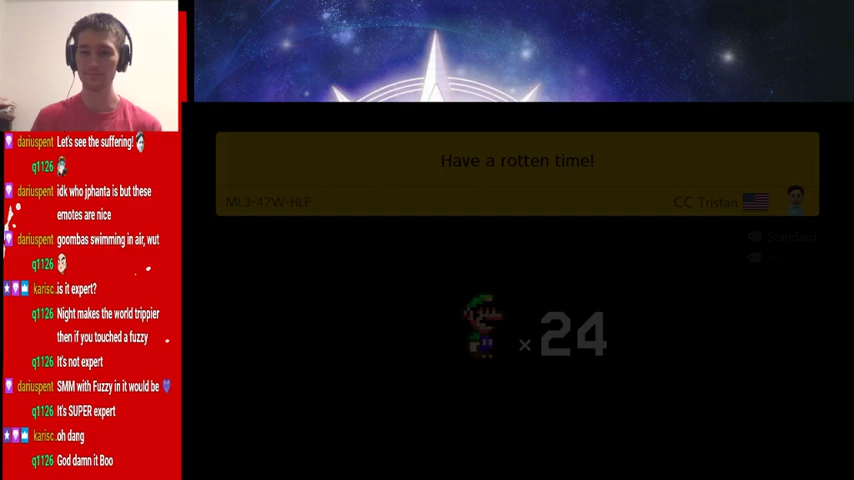 dariuspent Let's see the suffering!
q1126
dariuspent idk who jphanta is but these
emotes are nice
dariuspent goombas swimming in air, wut
q1126
karisc. is it expert?
q1126 Night makes the world trippier
then if you touched a fuzzy
q1126 It's not expert
dariuspent SMM with Fuzzy in it would be
q1126 It's SUPER expert
karisc. oh dang
q1126 God damn it Boo
Have a rotten time!
ML3-47W-HLF
CC Tristan
Standard
--
× 24